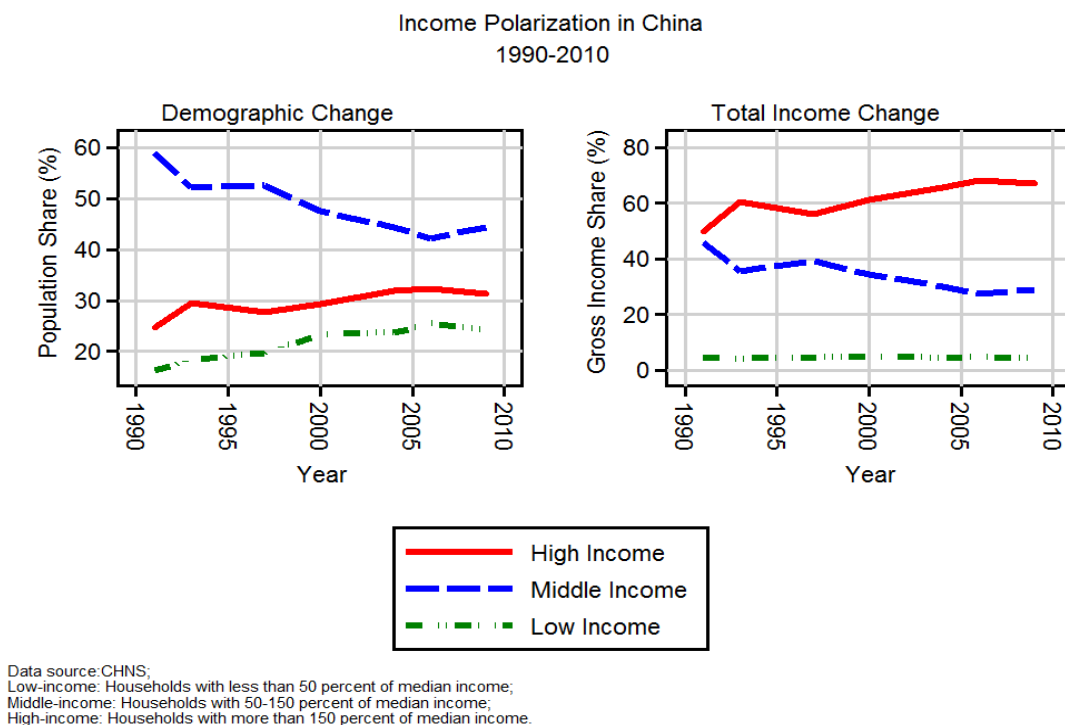 Income Polarization in China
1990-2010
Demographic Change
Population Share (%)
60
50
40
30
20
1990
1995
2000
2005
2010
Year
Total Income Change
Gross Income Share (%)
80
60
40
20
0
1990
1995
2000
2005
2010
Year
High Income
Middle Income
Low Income
Data source:CHNS;
Low-income: Households with less than 50 percent of median income;
Middle-income: Households with 50-150 percent of median income;
High-income: Households with more than 150 percent of median income.